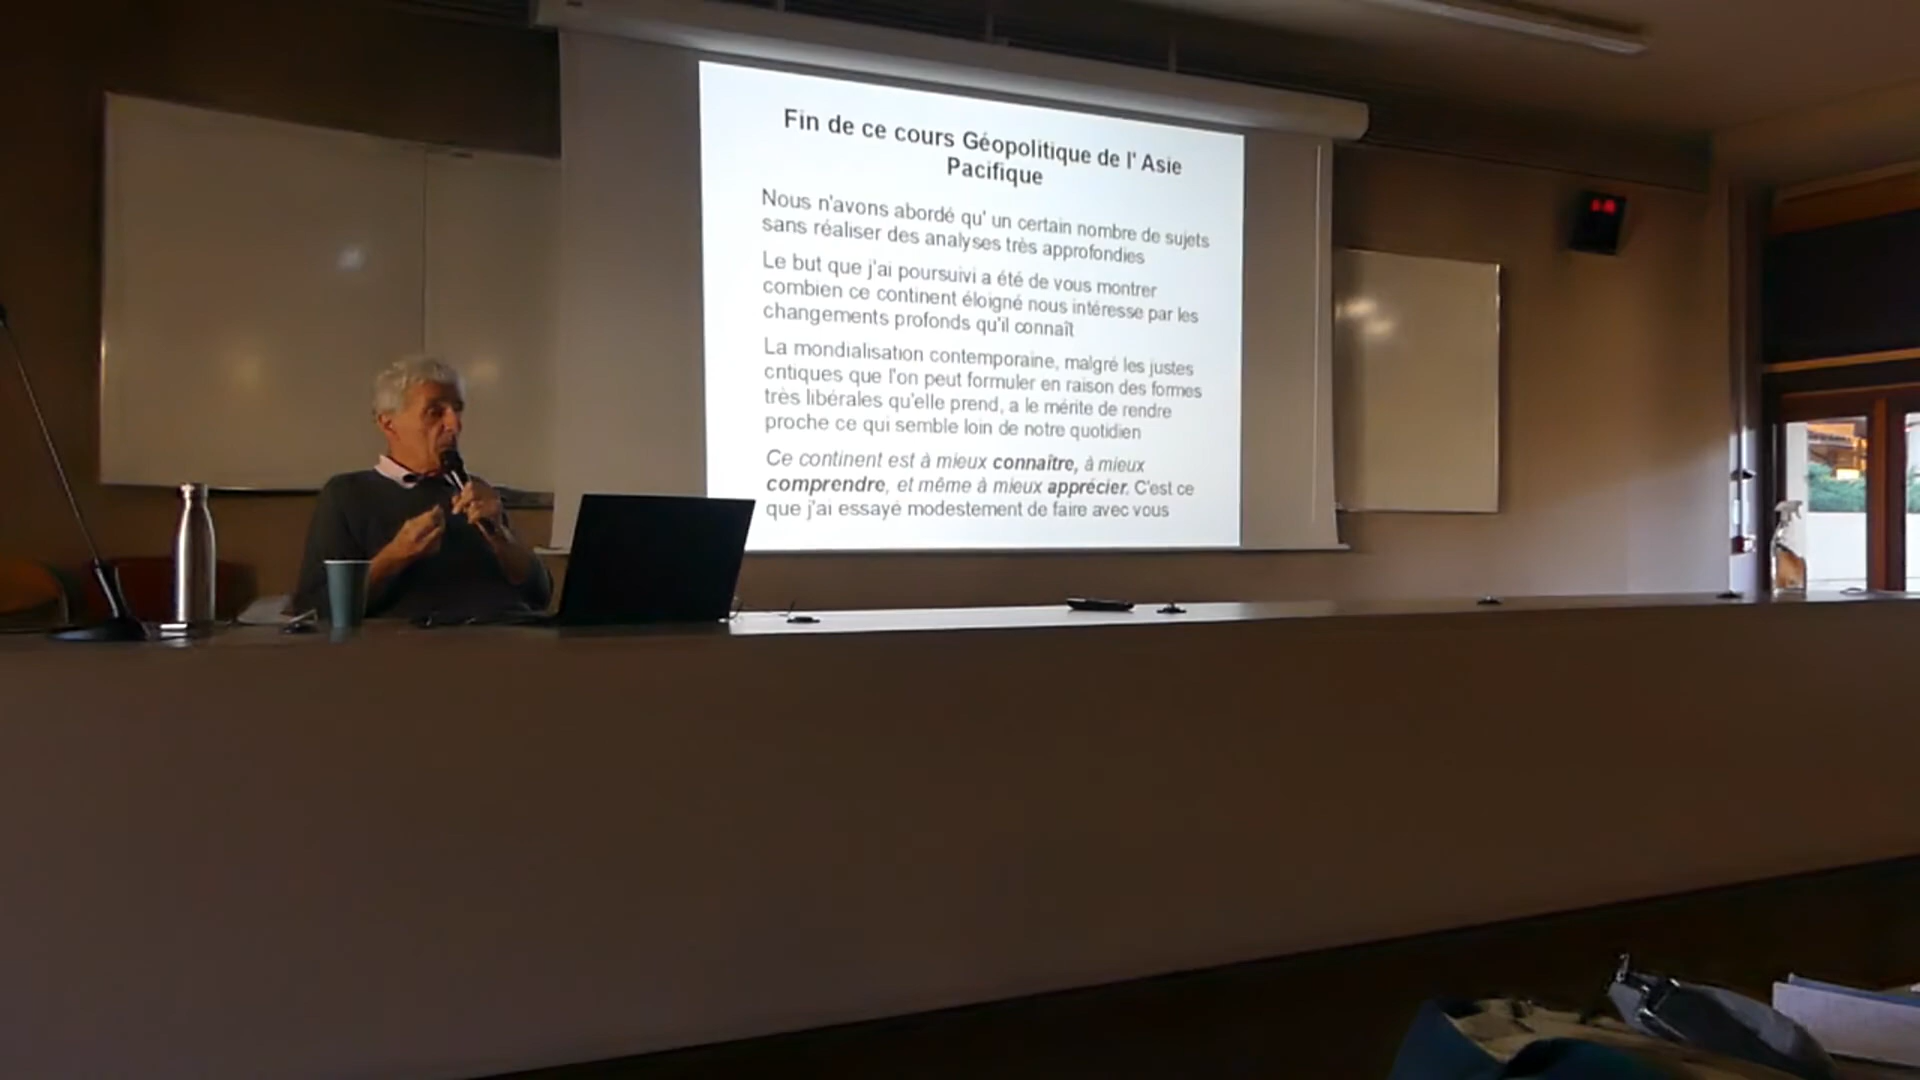 Fin de ce cours Géopolitique de l' Asie
Pacifique
Nous n'avons abordé qu' un certain nombre de sujets
sans réaliser des analyses très approfondies
Le but que j'ai poursuivi a été de vous montrer
combien ce continent éloigné nous intéresse par les
changements profonds qu'il connaît
La mondialisation contemporaine, malgré les justes
critiques que l'on peut formuler en raison des formes
très libérales qu'elle prend, a le mérite de rendre
proche ce qui semble loin de notre quotidien
Ce continent est à mieux connaître, à mieux
comprendre, et même à mieux apprécier. C'est ce
que j'ai essayé modestement de faire avec vous